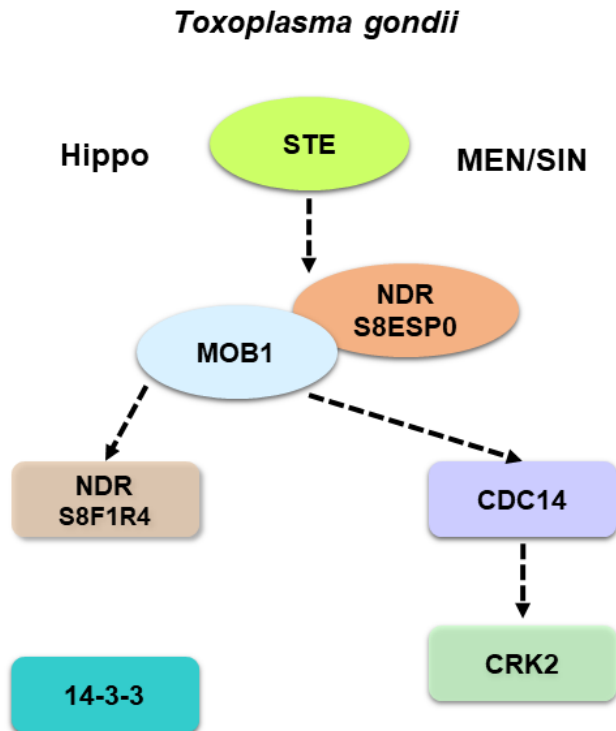 Toxoplasma gondii
Hippo
STE
MEN/SIN
NDR
S8ESP0
MOB1
NDR
S8F1R4
CDC14
CRK2
14-3-3